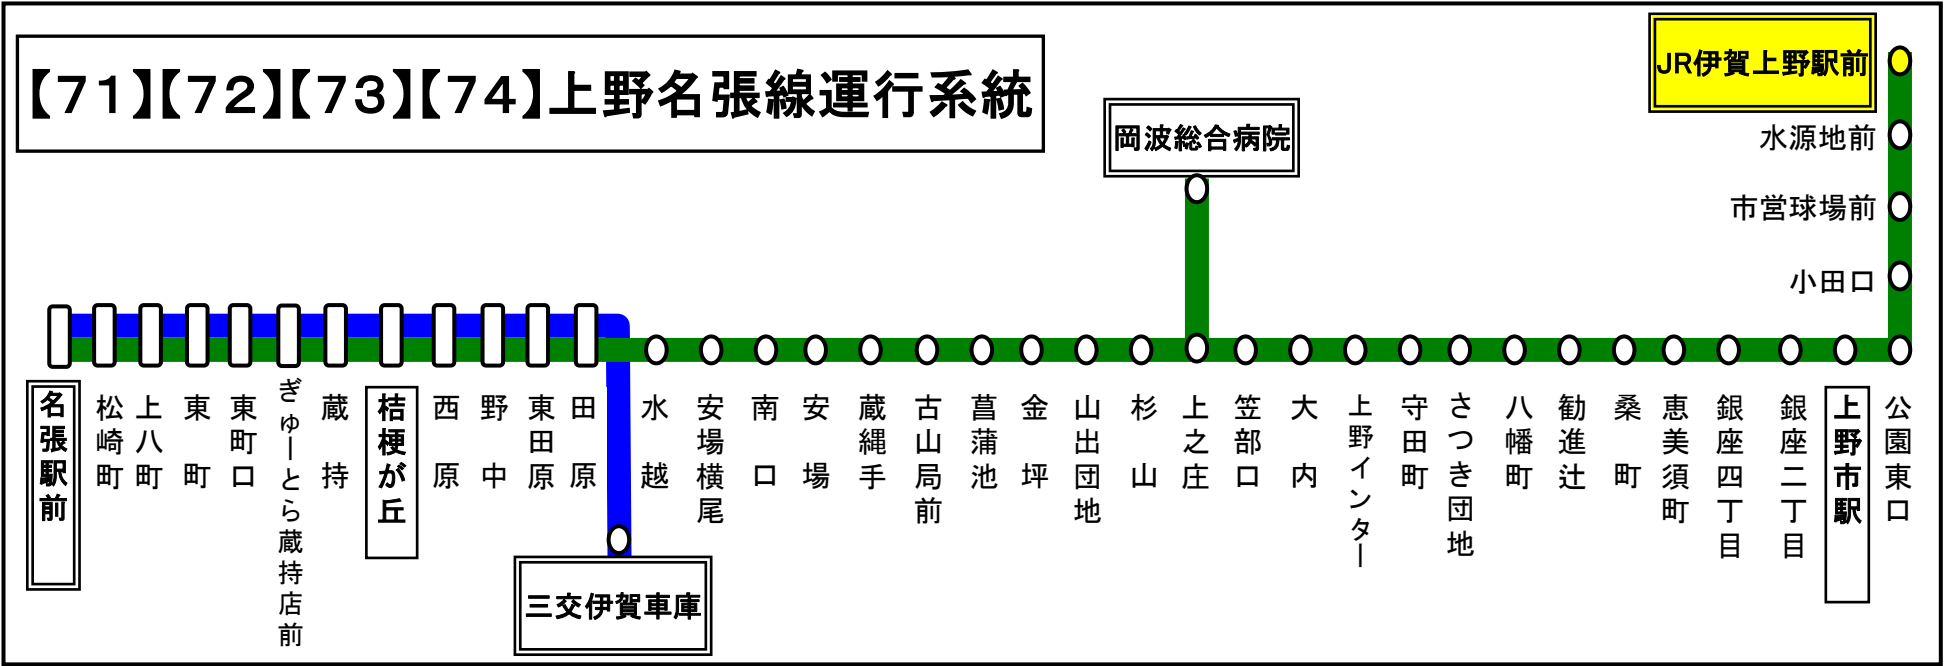 【71】【72】【73】【74】上野名張線運行系統
JR伊賀上野駅前
岡波総合病院
水源地前
市営球場前
小田口
名張駅前
松崎町
上八町
東町
東町口
ぎゅーとら蔵持店前
蔵持
桔梗が丘
西原
野中
東田原
田原
水越
安場横尾
南口
安場
蔵縄手
古山局前
菖蒲池
金坪
山出団地
杉山
上之庄
笠部口
大内
上野インター
守田町
さつき団地
八幡町
勧進辻
桑町
恵美須町
銀座四丁目
銀座二丁目
上野市駅
公園東口
三交伊賀車庫